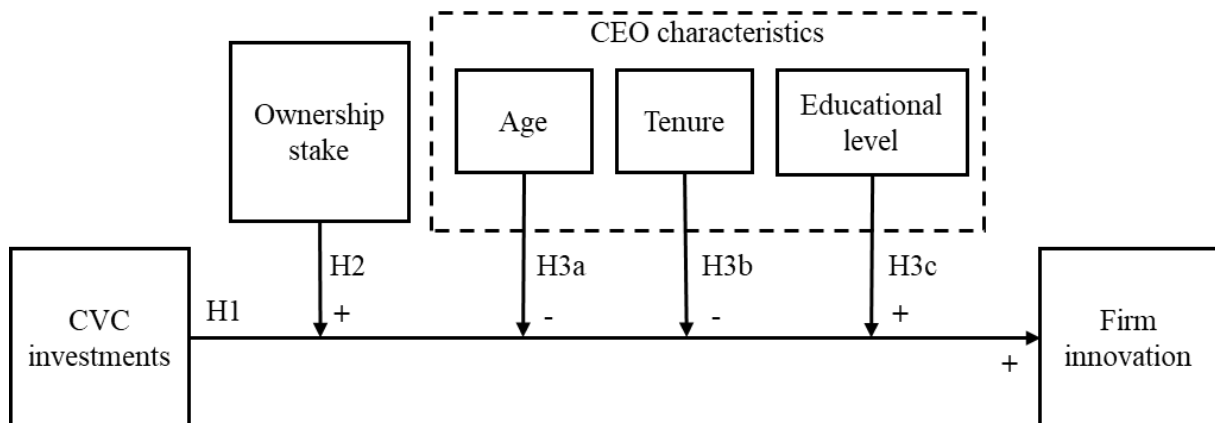 CEO characteristics
Ownership
stake
Age
Tenure
Educational
level
H2
H3a
H3b
H3c
H1
+
-
-
+
CVC
investments
+
Firm
innovation